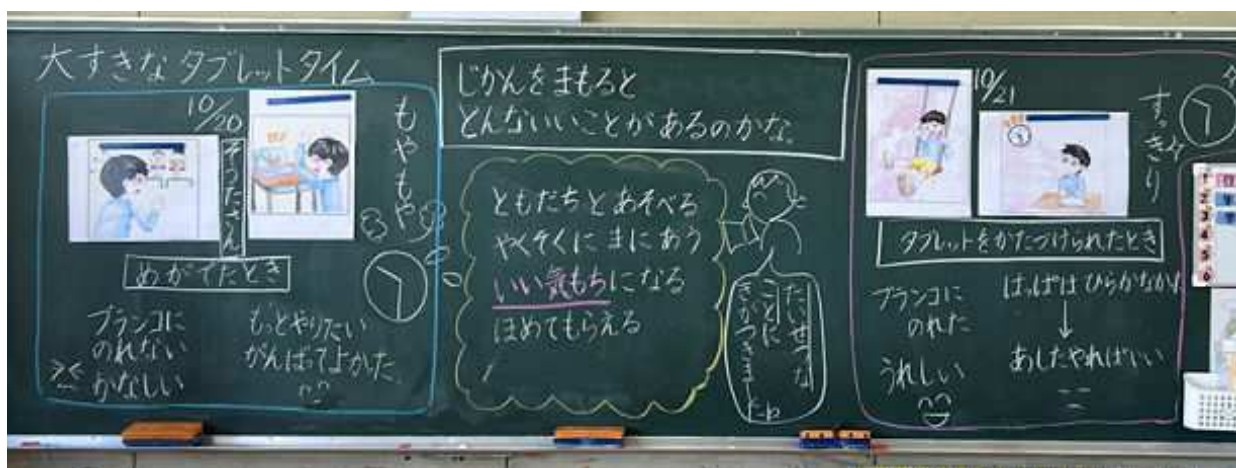 大すきなタブレットタイム
10/20
そうたさん
もやもや
めがでたとき
ブランコに
のれない
かなしい
もっとやりたい
がんばってよかった
じかんをまもると
どんないいことがあるのかな。
ともだちとあそべる
やくそくにまにあう
いい気もちになる
ほめてもらえる
たいせつな
ことに
きがつきまし
たね
10/21
すっきり
タブレットをかたづけられたとき
ブランコに
のれた
うれしい
はっぱはひらかなかな
あしたやればいい
1
2
3
4
5
6